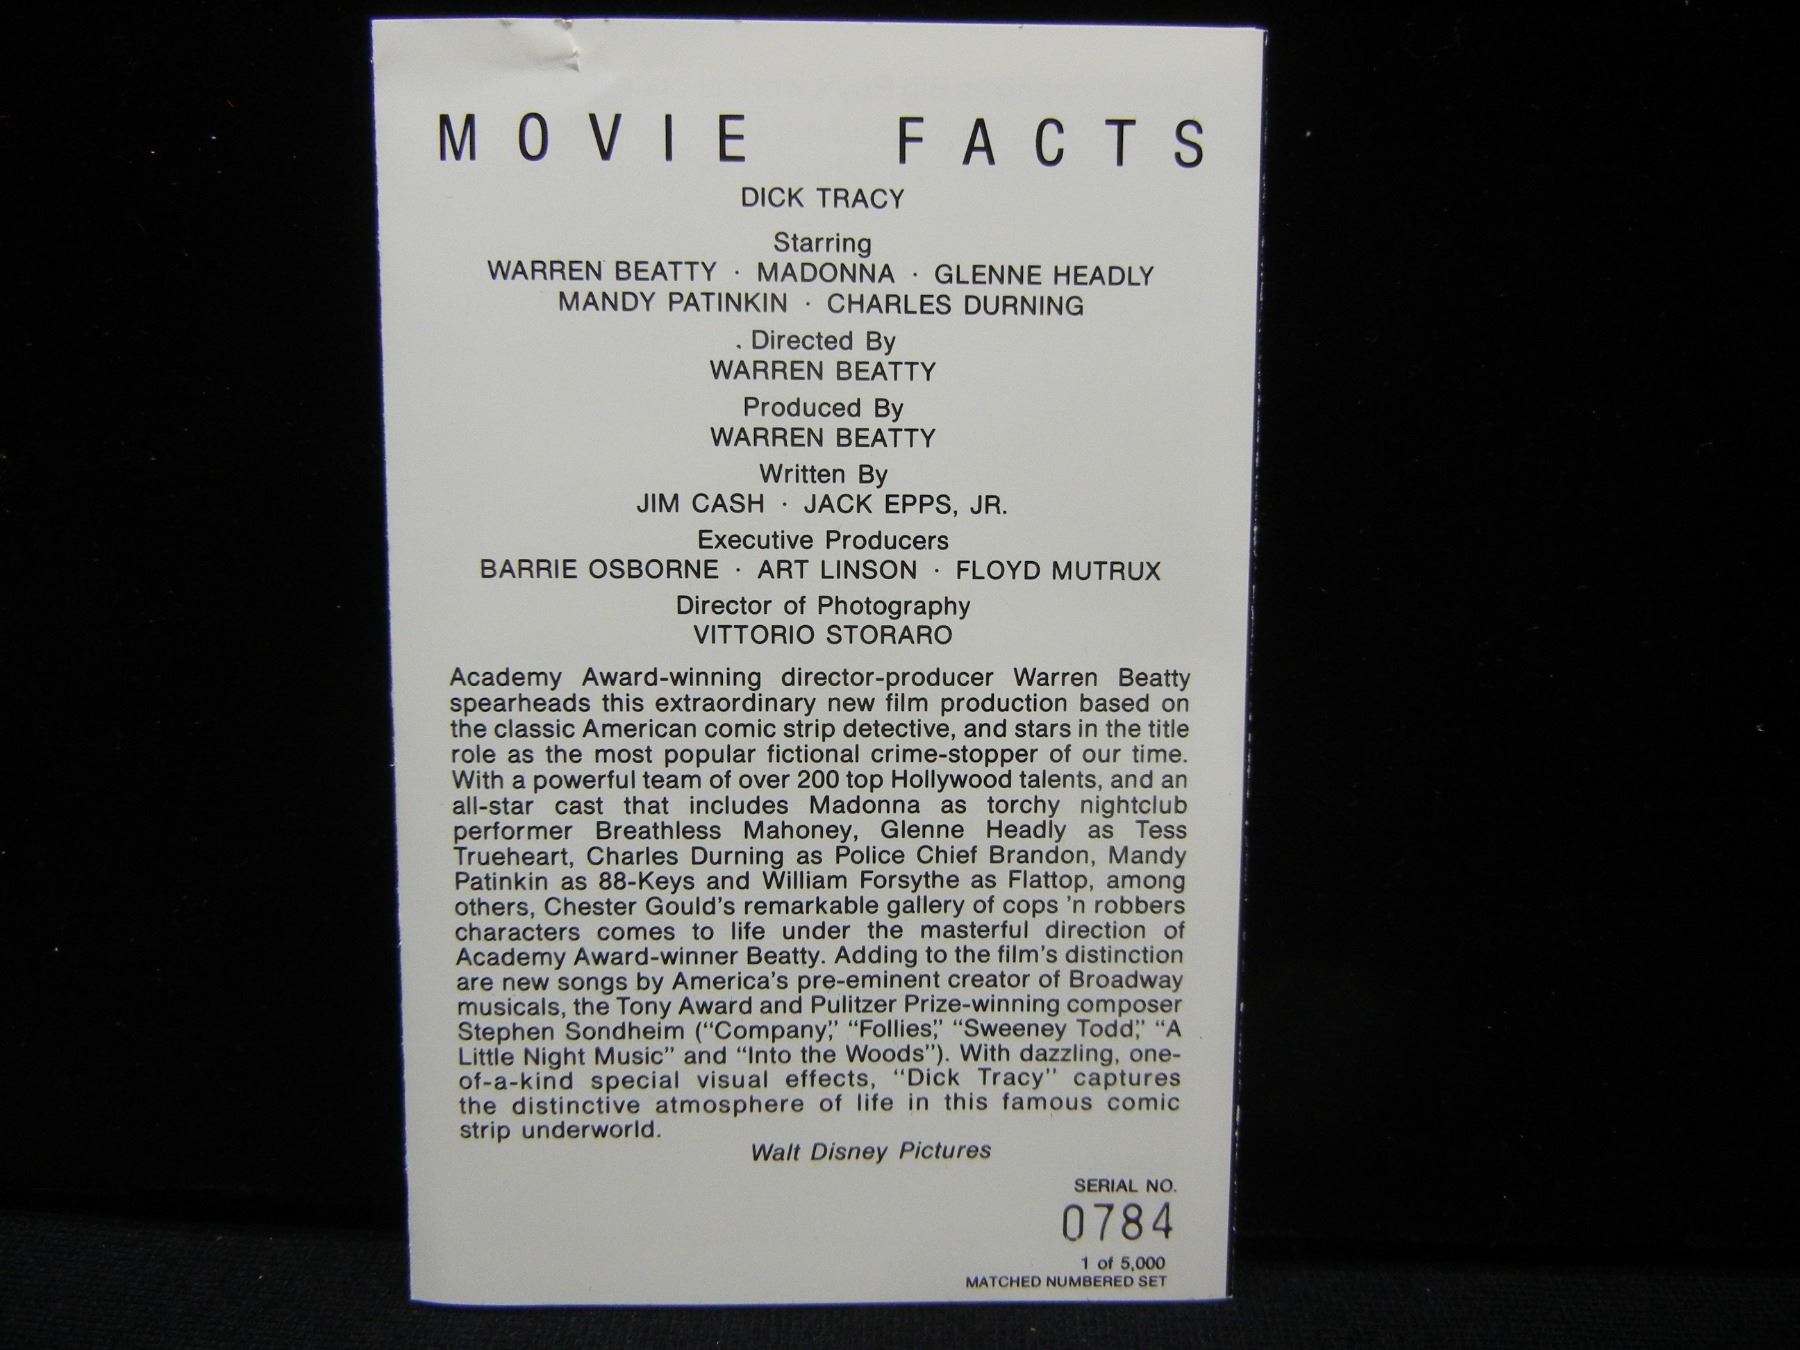 MOVIE FACTS
DICK TRACY
Starring
WARREN BEATTY · MADONNA · GLENNE HEADLY
MANDY PATINKIN · CHARLES DURNING
. Directed By
WARREN BEATTY
Produced By
WARREN BEATTY
Written By
JIM CASH · JACK EPPS, JR.
Executive Producers
BARRIE OSBORNE · ART LINSON · FLOYD MUTRUX
Director of Photography
VITTORIO STORARO
Academy Award-winning director-producer Warren Beatty
spearheads this extraordinary new film production based on
the classic American comic strip detective, and stars in the title
role as the most popular fictional crime-stopper of our time.
With a powerful team of over 200 top Hollywood talents, and an
all-star cast that includes Madonna as torchy nightclub
performer Breathless Mahoney, Glenne Headly as Tess
Trueheart, Charles Durning as Police Chief Brandon, Mandy
Patinkin as 88-Keys and William Forsythe as Flattop, among
others, Chester Gould's remarkable gallery of cops 'n robbers
characters comes to life under the masterful direction of
Academy Award-winner Beatty. Adding to the film's distinction
are new songs by America's pre-eminent creator of Broadway
musicals, the Tony Award and Pulitzer Prize-winning composer
Stephen Sondheim ("Company," "Follies," "Sweeney Todd," "A
Little Night Music" and "Into the Woods"). With dazzling, one-
of-a-kind special visual effects, "Dick Tracy" captures
the distinctive atmosphere of life in this famous comic
strip underworld.
Walt Disney Pictures
SERIAL NO.
0784
1 of 5,000
MATCHED NUMBERED SET